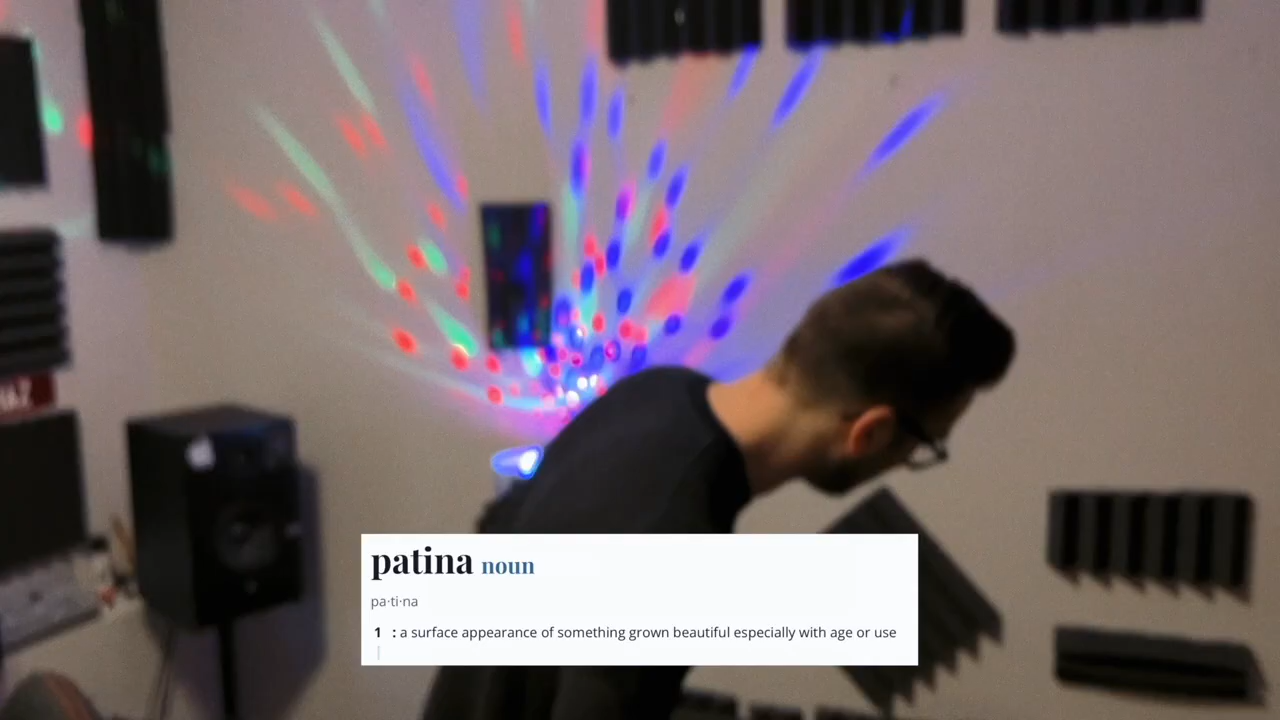 patina noun
pa·ti·na
1 : a surface appearance of something grown beautiful especially with age or use